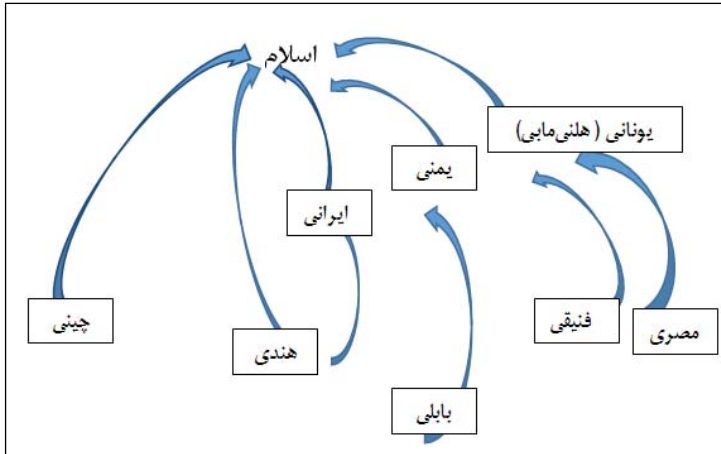 اسلام
یونانی (هلنی‌مابی)
یمنی
ایرانی
چینی
فنیقی
مصری
هندی
بابلی